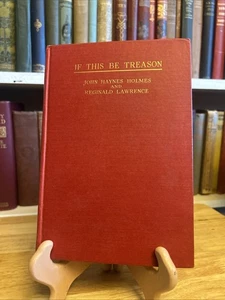 IF THIS BE TREASON
JOHN HAYNES HOLMES
AND
REGINALD LAWRENCE